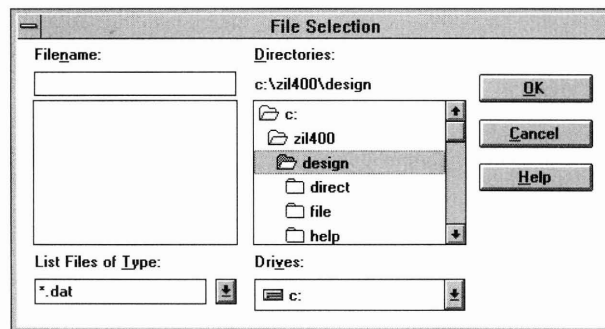 File Selection
Filename:
Directories:
c:\zil400\design
c:
zil400
design
direct
file
help
OK
Cancel
Help
List Files of Type:
*.dat
Drives:
c: